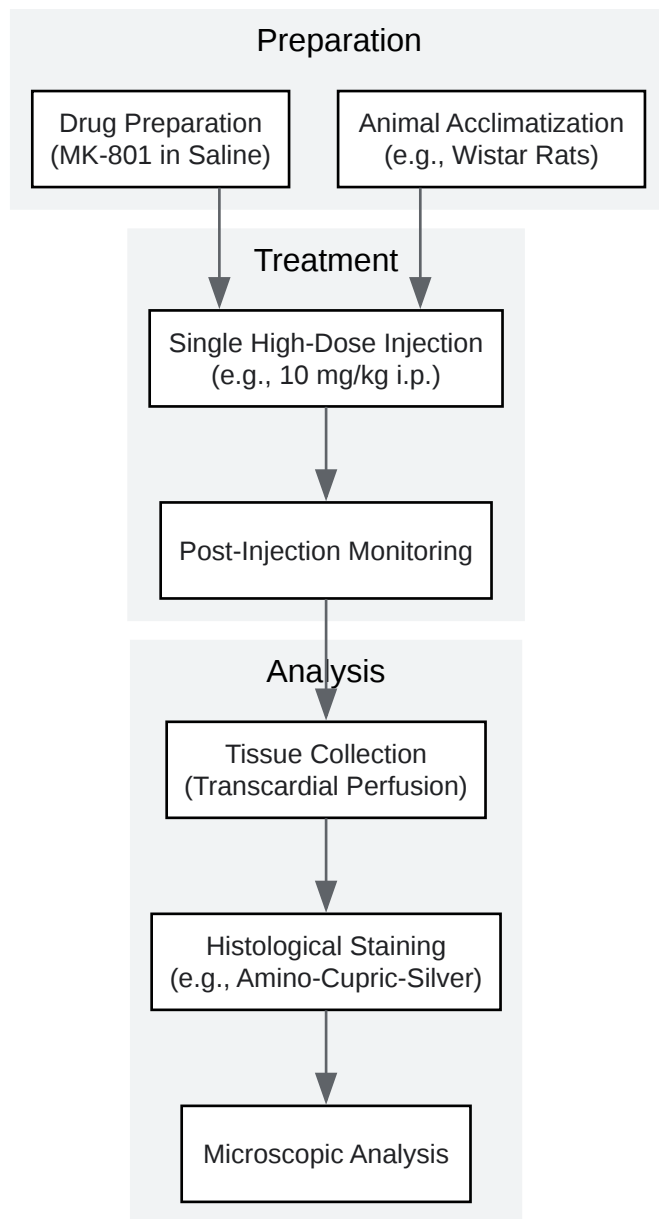 Preparation
Drug Preparation
(MK-801 in Saline)
Animal Acclimatization
(e.g., Wistar Rats)
Treatment
Single High-Dose Injection
(e.g., 10 mg/kg i.p.)
Post-Injection Monitoring
Analysis
Tissue Collection
(Transcardial Perfusion)
Histological Staining
(e.g., Amino-Cupric-Silver)
Microscopic Analysis